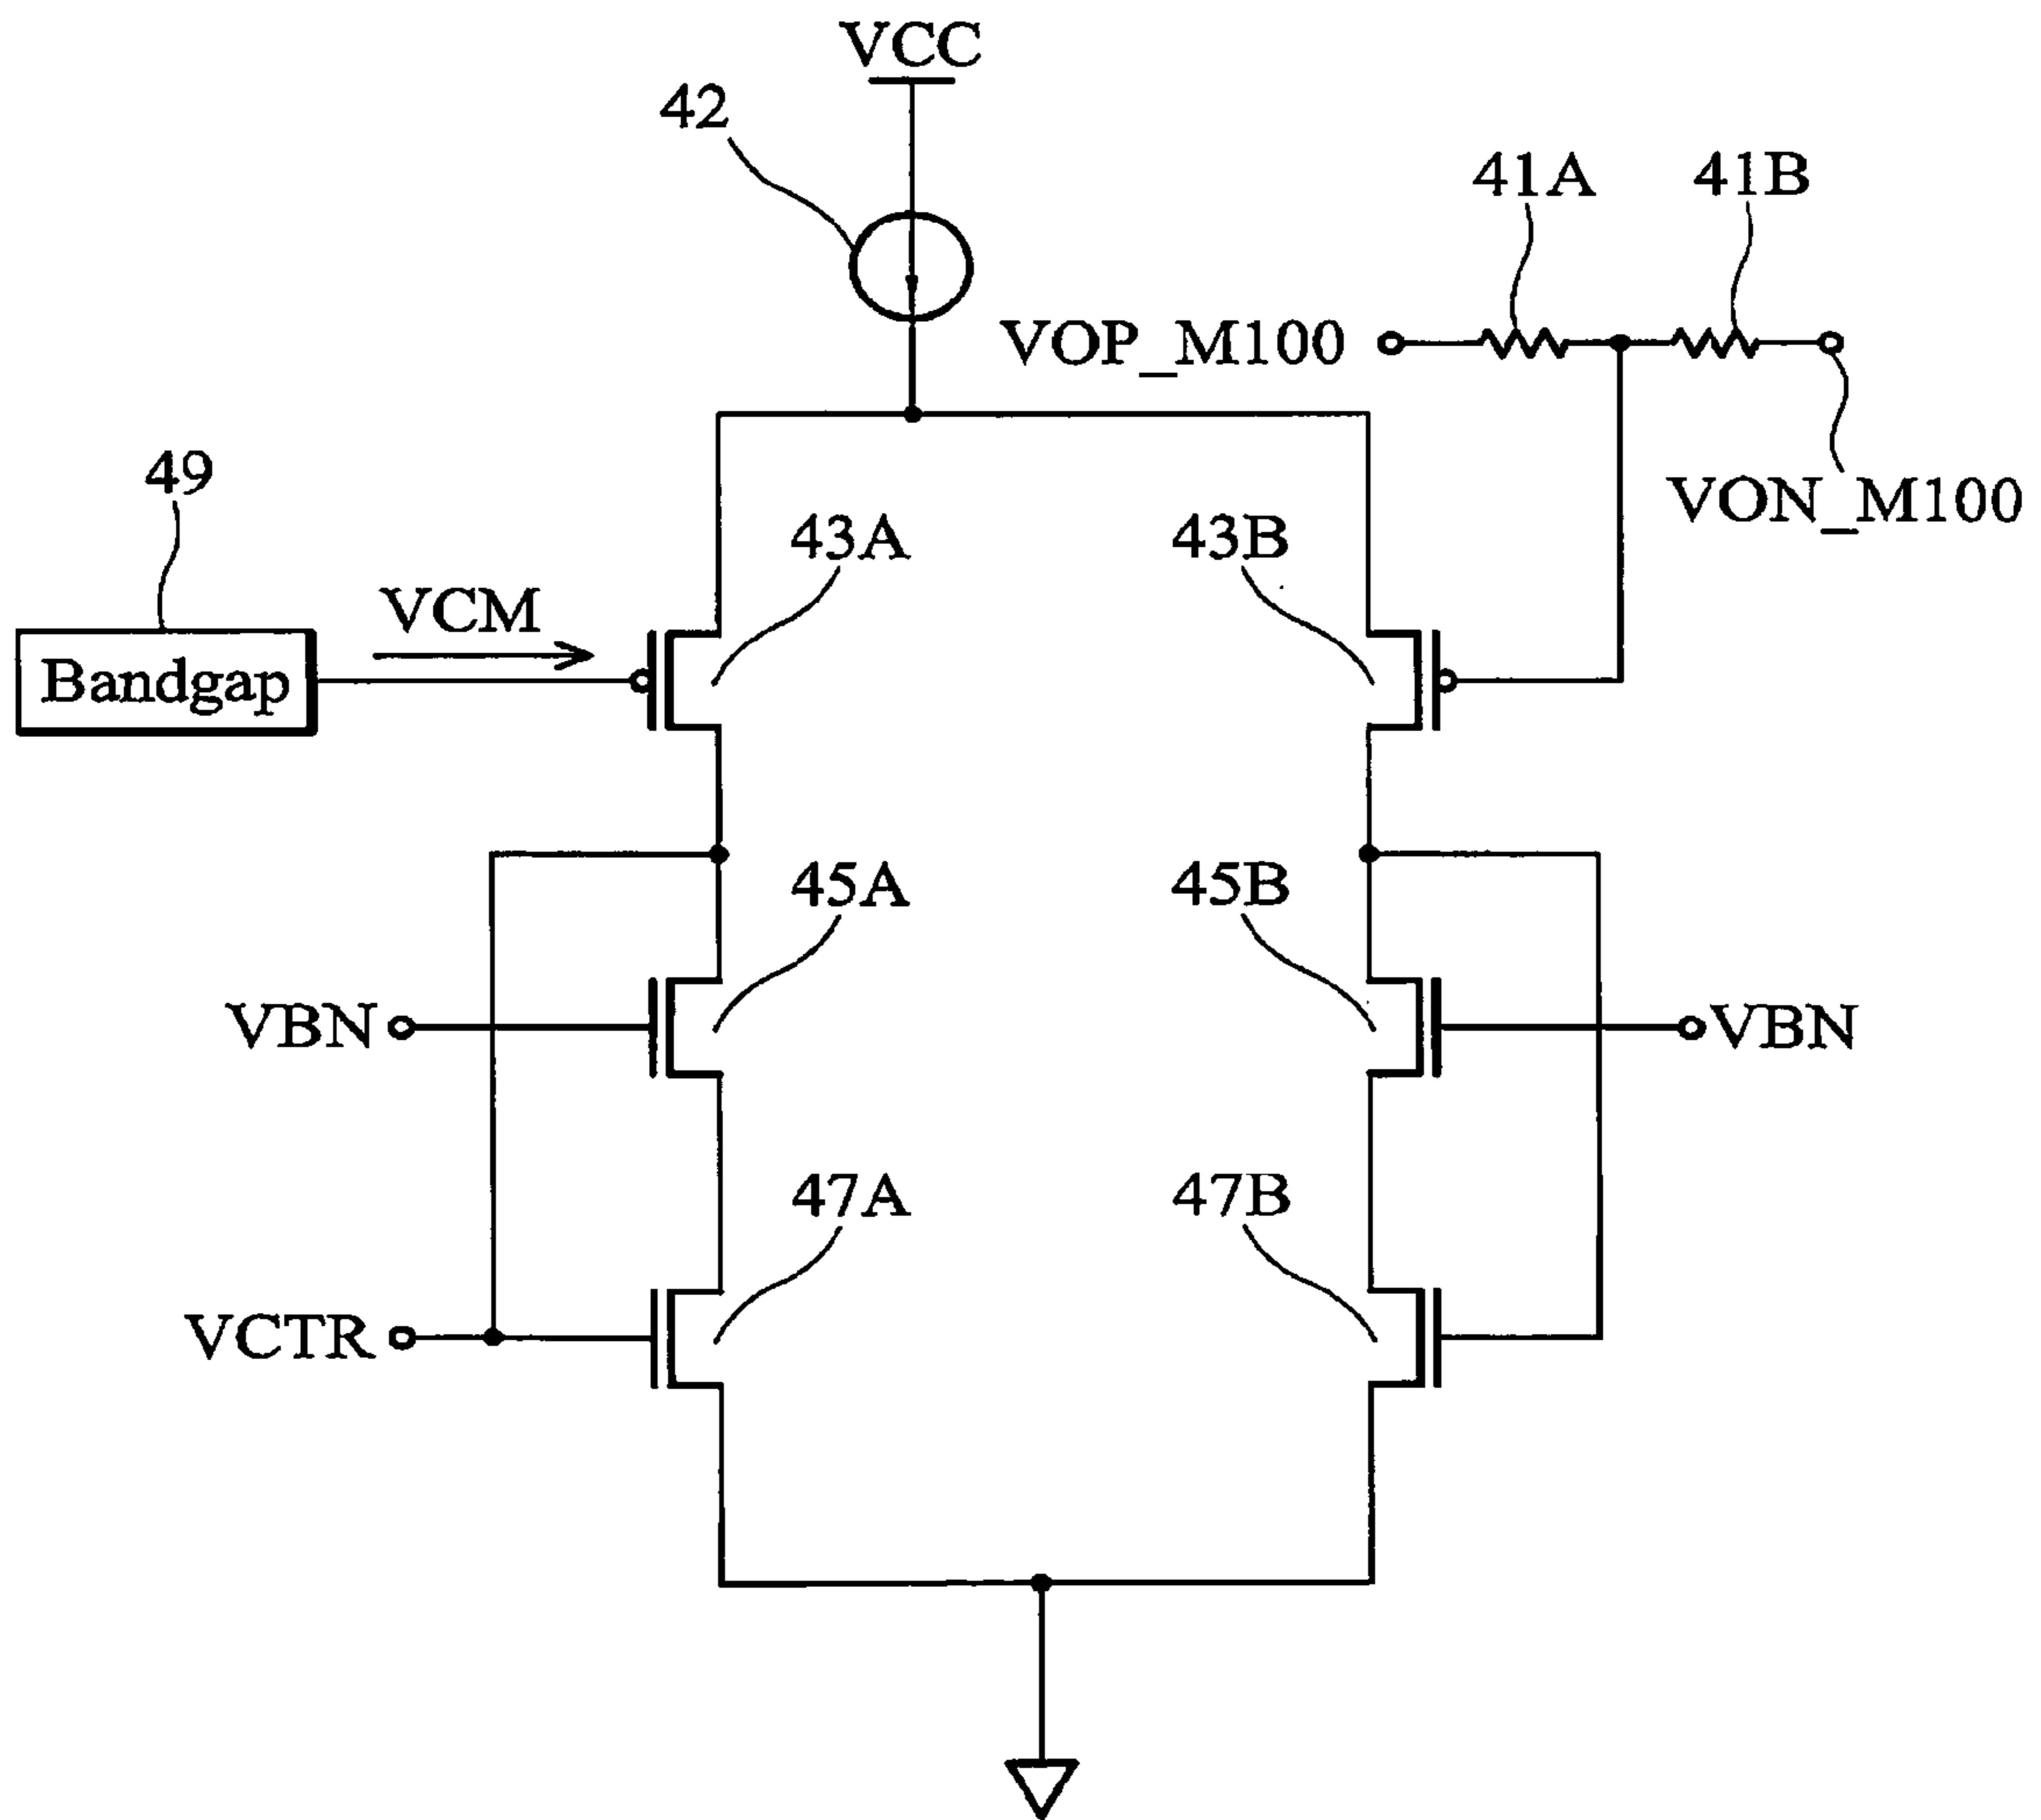 VCC
42
41A
41B
VOP_M100
49
VON_M100
43A
43B
VCM
Bandgap
45A
45B
VBN
VBN
47A
47B
VCTR